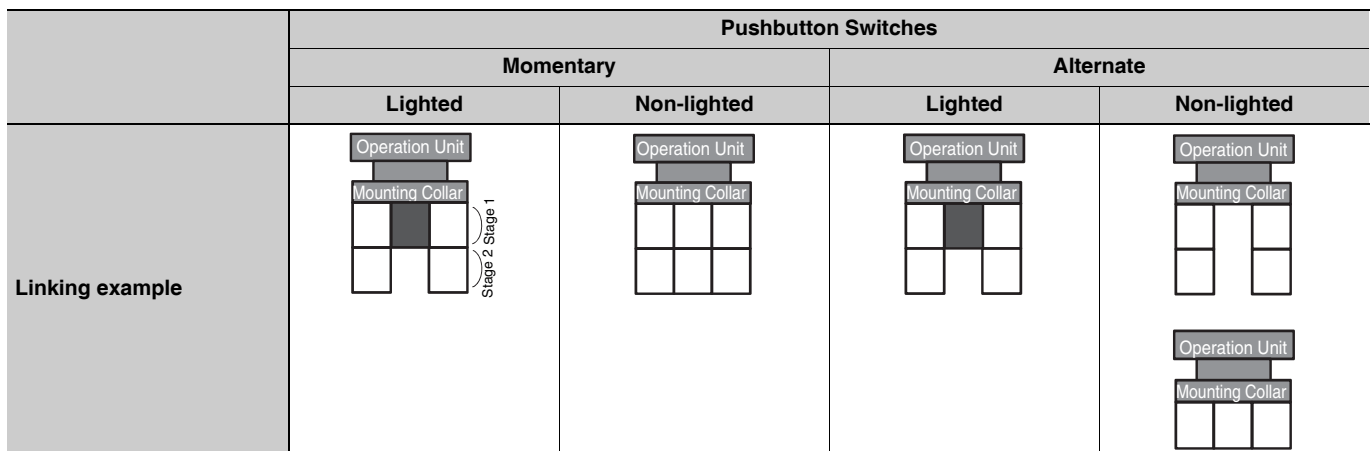 Pushbutton Switches
Momentary
Alternate
Lighted
Non-lighted
Lighted
Non-lighted
Linking example
Operation Unit
Mounting Collar
Stage 1
Stage 2
Operation Unit
Mounting Collar
Operation Unit
Mounting Collar
Operation Unit
Mounting Collar
Operation Unit
Mounting Collar